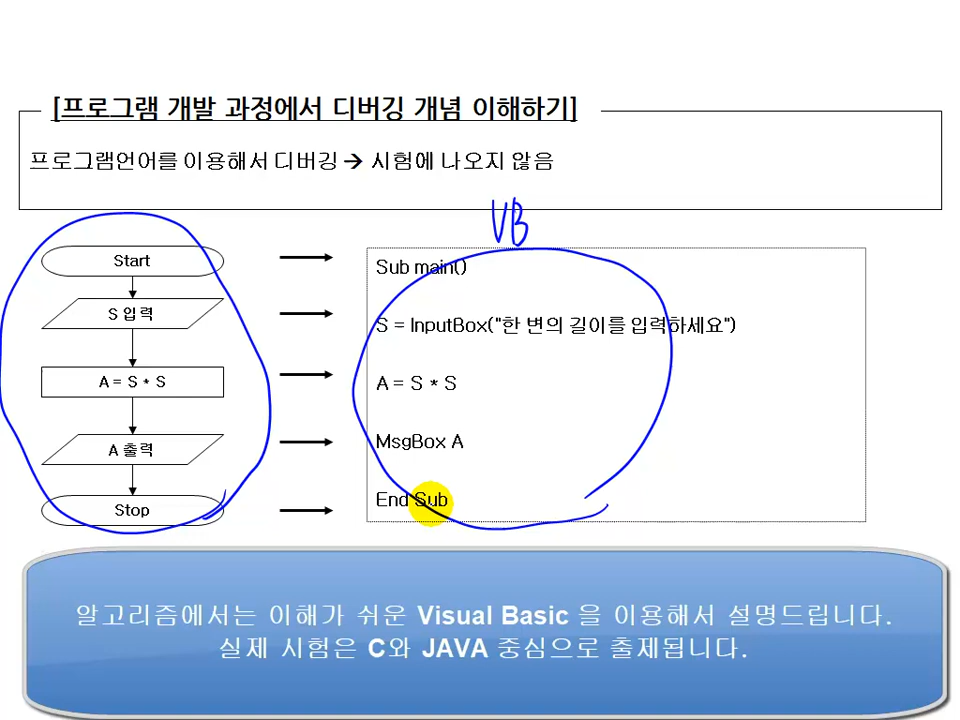 [프로그램 개발 과정에서 디버깅 개념 이해하기]
프로그램언어를 이용해서 디버깅 → 시험에 나오지 않음
VB
Start
S 입력
A = S * S
A 출력
Stop
Sub main()
S = InputBox("한 변의 길이를 입력하세요")
A = S * S
MsgBox A
End Sub
알고리즘에서는 이해가 쉬운 Visual Basic 을 이용해서 설명드립니다.
실제 시험은 C와 JAVA 중심으로 출제됩니다.